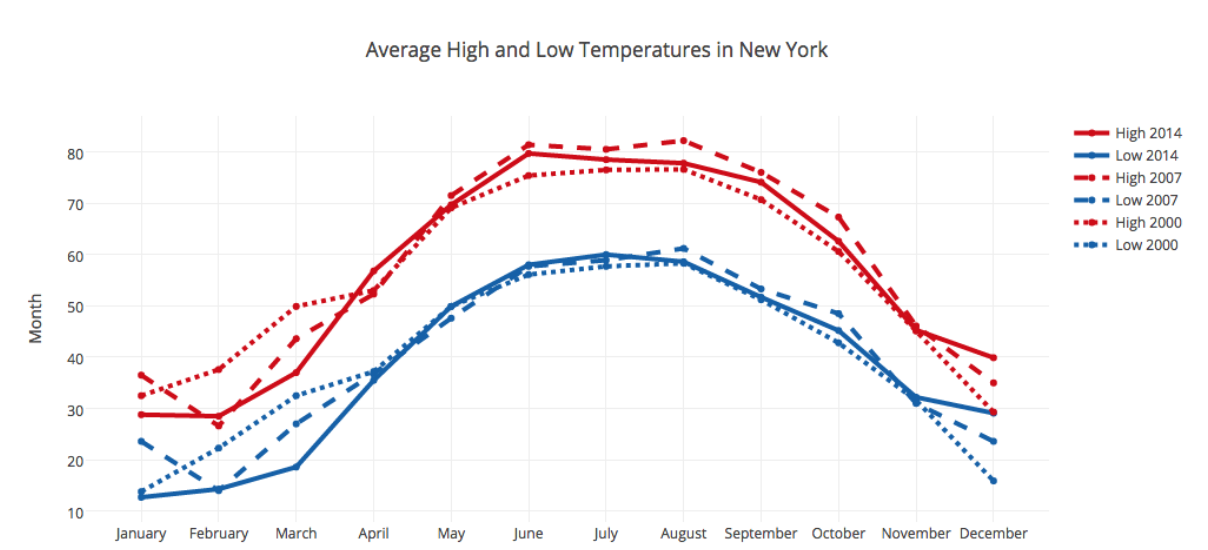 Average High and Low Temperatures in New York
High 2014
Low 2014
High 2007
Low 2007
High 2000
Low 2000
Month
80
70
60
50
40
30
20
10
January February March April May June July August September October November December